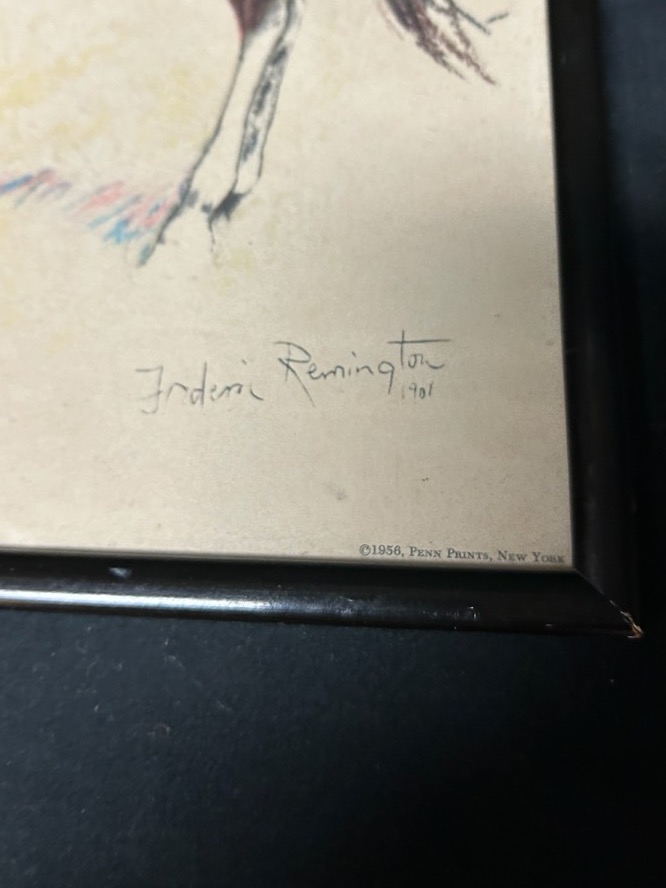 Frederic Remington
1901
©1956, Penn Prints, New York